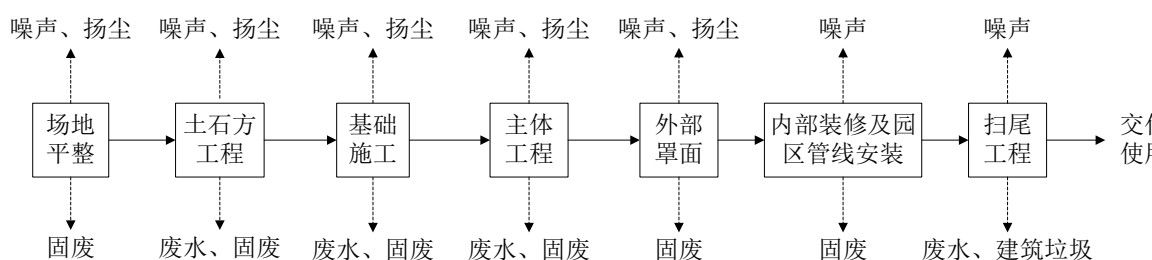 噪声、扬尘
噪声、扬尘
噪声、扬尘
噪声、扬尘
噪声、扬尘
噪声
噪声
场地
平整
土石方
工程
基础
施工
主体
工程
外部
罩面
内部装修及园
区管线安装
扫尾
工程
交
使
固废
废水、固废
废水、固废
废水、固废
固废
固废
废水、建筑垃圾